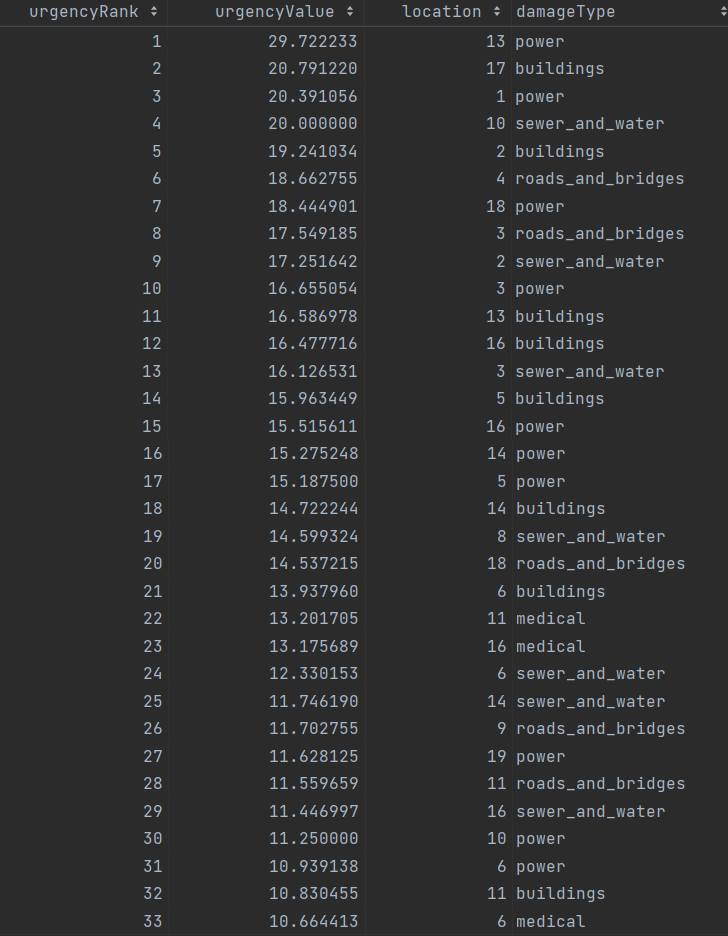 urgencyRank urgencyValue location damageType
1 29.722233 13 power
2 20.791220 17 buildings
3 20.391056 1 power
4 20.000000 10 sewer_and_water
5 19.241034 2 buildings
6 18.662755 4 roads_and_bridges
7 18.444901 18 power
8 17.549185 3 roads_and_bridges
9 17.251642 2 sewer_and_water
10 16.655054 3 power
11 16.586978 13 buildings
12 16.477716 16 buildings
13 16.126531 3 sewer_and_water
14 15.963449 5 buildings
15 15.515611 16 power
16 15.275248 14 power
17 15.187500 5 power
18 14.722244 14 buildings
19 14.599324 8 sewer_and_water
20 14.537215 18 roads_and_bridges
21 13.937960 6 buildings
22 13.201705 11 medical
23 13.175689 16 medical
24 12.330153 6 sewer_and_water
25 11.746190 14 sewer_and_water
26 11.702755 9 roads_and_bridges
27 11.628125 19 power
28 11.559659 11 roads_and_bridges
29 11.446997 16 sewer_and_water
30 11.250000 10 power
31 10.939138 6 power
32 10.830455 11 buildings
33 10.664413 6 medical